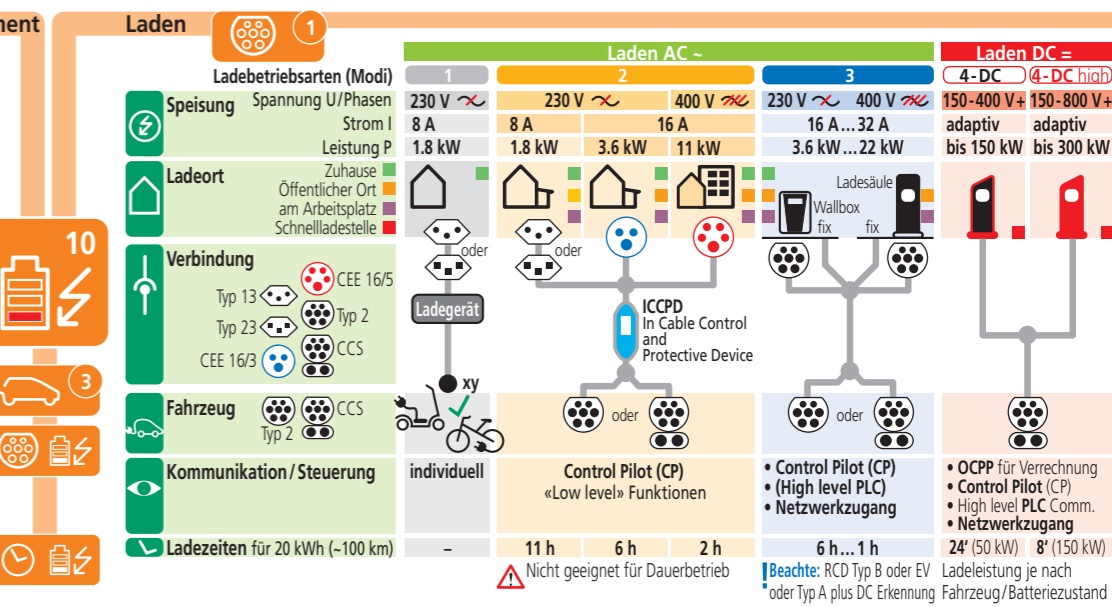 ment
Laden
1
Laden AC ~
Laden DC =
Ladebetriebsarten (Modi)
1
2
3
4-DC
4-DC high
Speisung
Spannung U/Phasen
230 V
230 V
400 V
230 V
400 V
150-400 V+
150-800 V+
Strom I
8 A
8 A
16 A
16 A...32 A
adaptiv
adaptiv
Leistung P
1.8 kW
1.8 kW
3.6 kW
11 kW
3.6 kW...22 kW
bis 150 kW
bis 300 kW
Ladeort
Zuhause
Öffentlicher Ort
am Arbeitsplatz
Schnellladestelle
Ladesäule
Wallbox
fix
fix
10
Verbindung
CEE 16/5
Typ 13
Typ 2
Typ 23
CCS
CEE 16/3
oder
oder
Ladegerät
ICCPD
In Cable Control
and
Protective Device
xy
3
Fahrzeug
CCS
Typ 2
oder
oder
Kommunikation/Steuerung
individuell
Control Pilot (CP)
«Low level» Funktionen
• Control Pilot (CP)
• (High level PLC)
• Netzwerkzugang
• OCPP für Verrechnung
• Control Pilot (CP)
• High level PLC Comm.
• Netzwerkzugang
Ladezeiten für 20 kWh (~100 km)
–
11 h
6 h
2 h
6 h...1 h
24' (50 kW)
8' (150 kW)
Nicht geeignet für Dauerbetrieb
! Beachte: RCD Typ B oder EV
oder Typ A plus DC Erkennung
Ladeleistung je nach
Fahrzeug/Batteriezustand